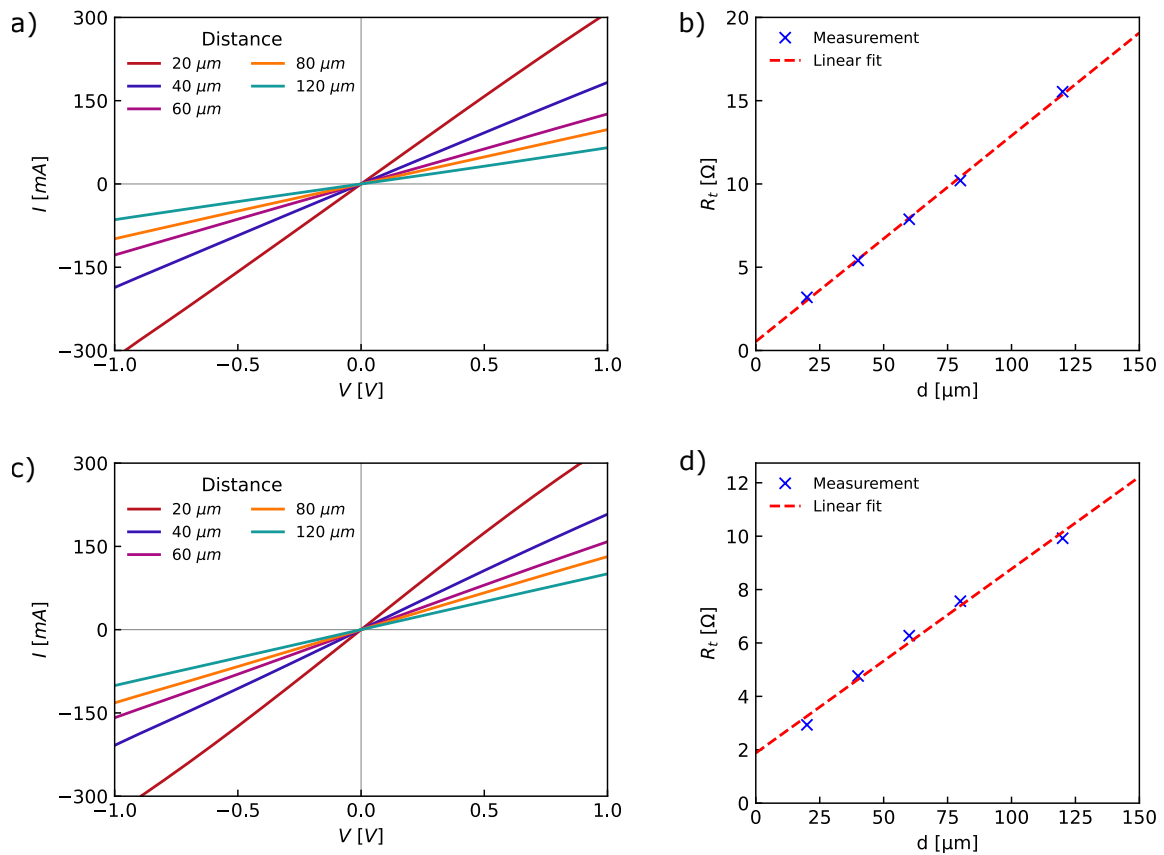 a)
300
150
0
−150
−300
I [mA]
Distance
20 μm
40 μm
60 μm
80 μm
120 μm
−1.0
−0.5
0.0
0.5
1.0
V [V]
b)
20
15
10
5
0
Rt [Ω]
Measurement
Linear fit
0
25
50
75
100
125
150
d [μm]
c)
300
150
0
−150
−300
I [mA]
Distance
20 μm
40 μm
60 μm
80 μm
120 μm
−1.0
−0.5
0.0
0.5
1.0
V [V]
d)
12
10
8
6
4
2
0
Rt [Ω]
Measurement
Linear fit
0
25
50
75
100
125
150
d [μm]